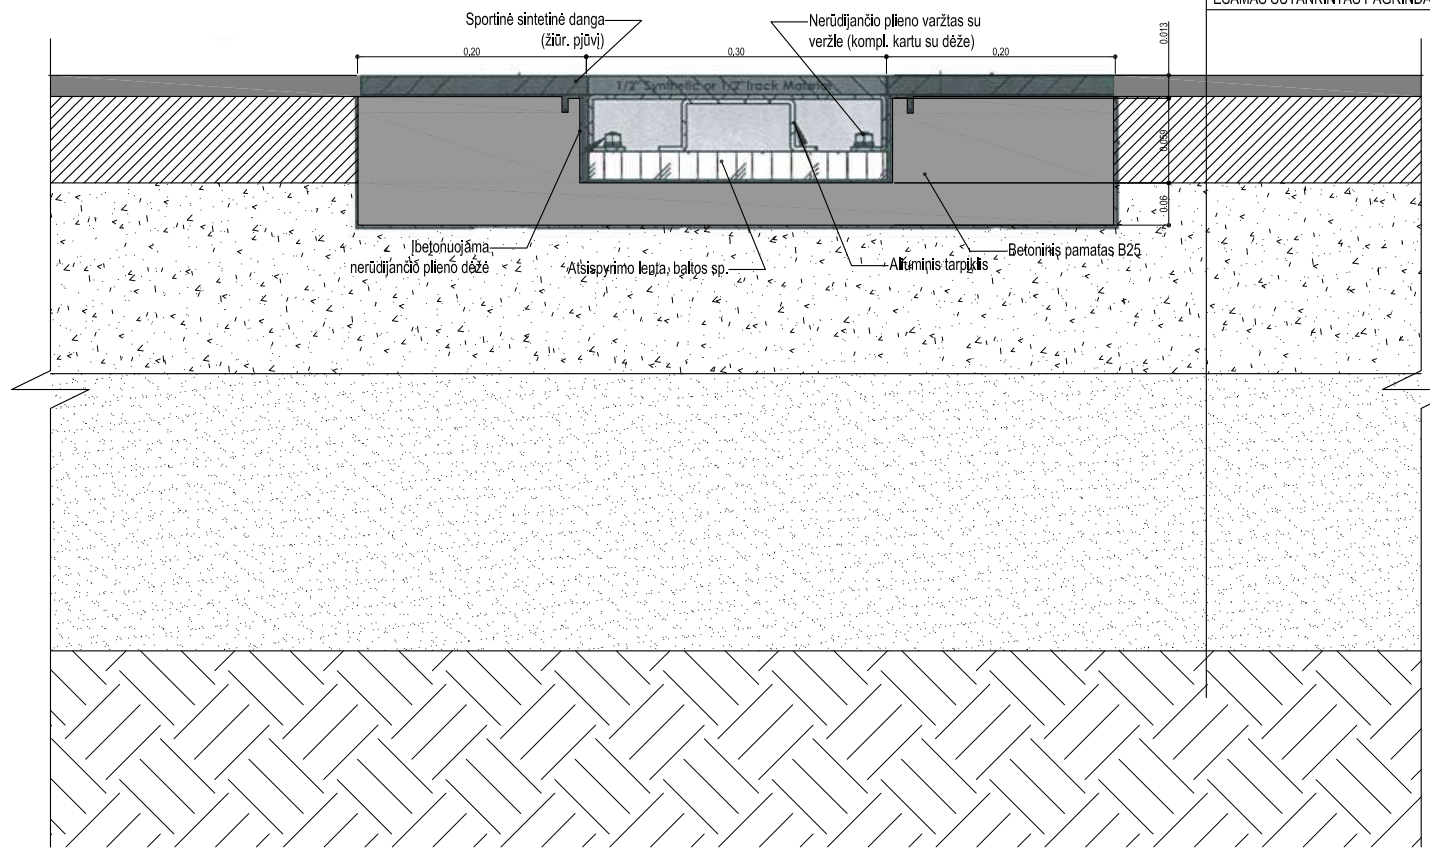 ESAMAS SUTANKINTAS PAGRINDAS
Sportinė sintetinė danga
(žiūr. pjūvį)
Nerūdijančio plieno varžtas su
veržle (kompl. kartu su dėže)
0,20
0,30
0,20
0.013
1/2" Synthetic or 1/2" Track Material
0.059
0.06
Įbetonuojama
nerūdijančio plieno dėžė
Atsispyrimo lenta, baltos sp.
Aliuminis tarpiklis
Betoninis pamatas B25